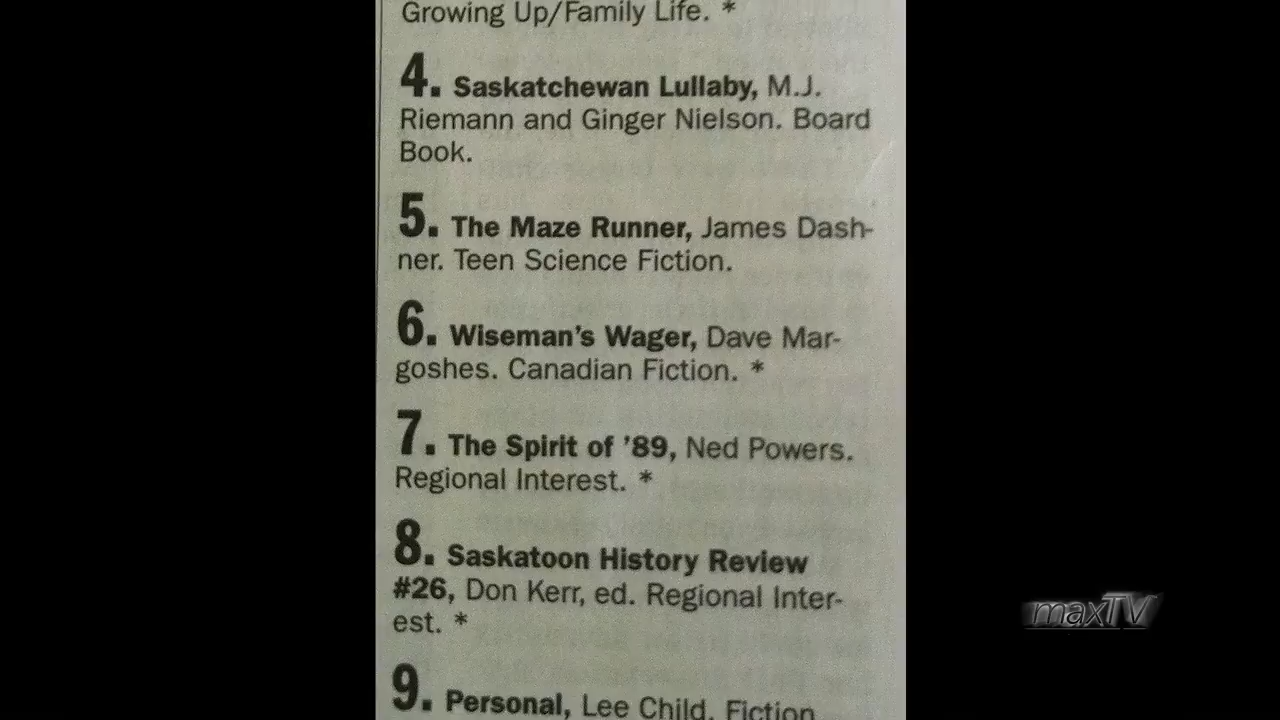 Growing Up/Family Life. *
4. Saskatchewan Lullaby, M.J.
Riemann and Ginger Nielson. Board
Book.
5. The Maze Runner, James Dash-
ner. Teen Science Fiction.
6. Wiseman's Wager, Dave Mar-
goshes. Canadian Fiction. *
7. The Spirit of '89, Ned Powers.
Regional Interest. *
8. Saskatoon History Review
#26, Don Kerr, ed. Regional Inter-
est. *
9. Personal, Lee Child. Fiction
maxTV